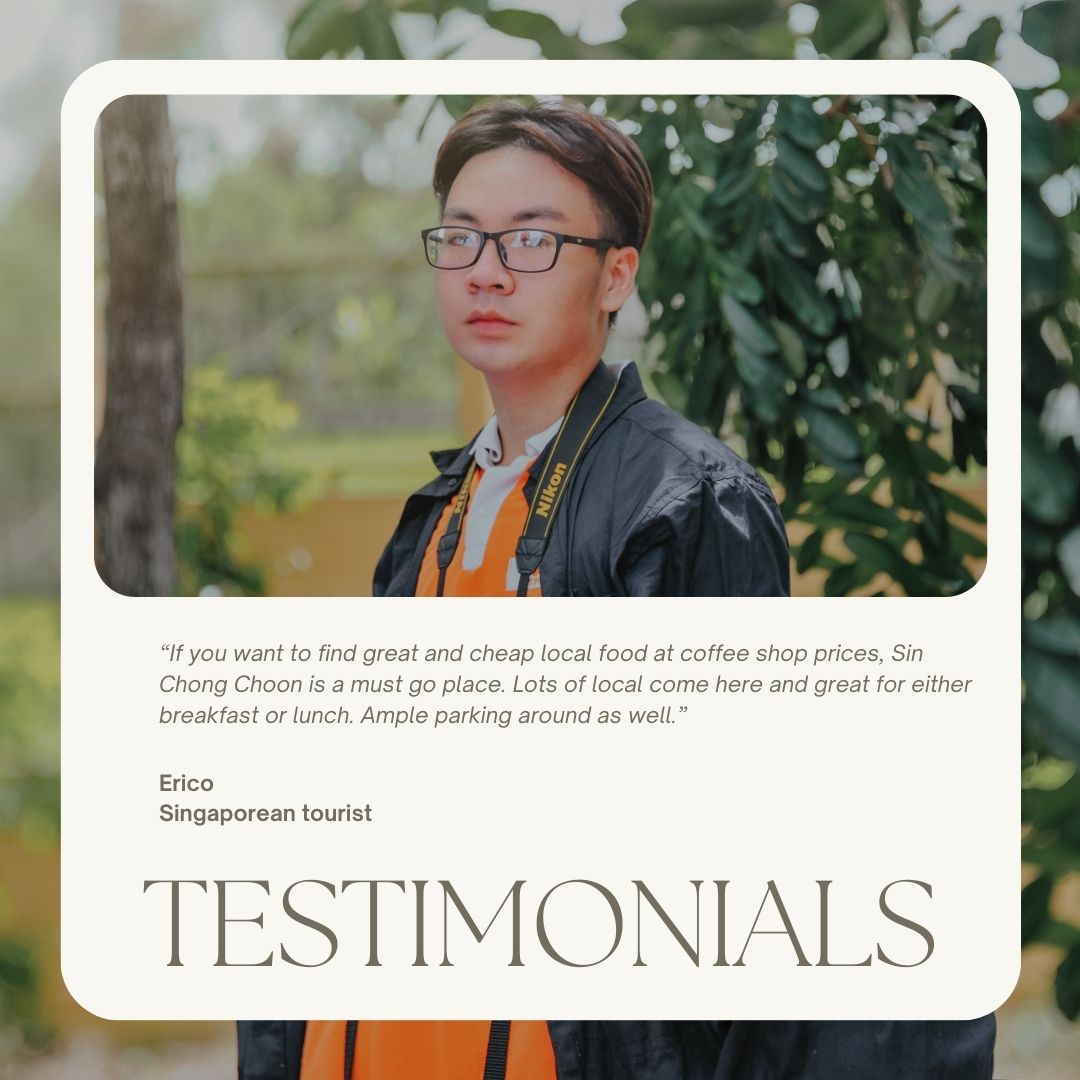 Nikon
Nikon
“If you want to find great and cheap local food at coffee shop prices, Sin
Chong Choon is a must go place. Lots of local come here and great for either
breakfast or lunch. Ample parking around as well.”
Erico
Singaporean tourist
TESTIMONIALS